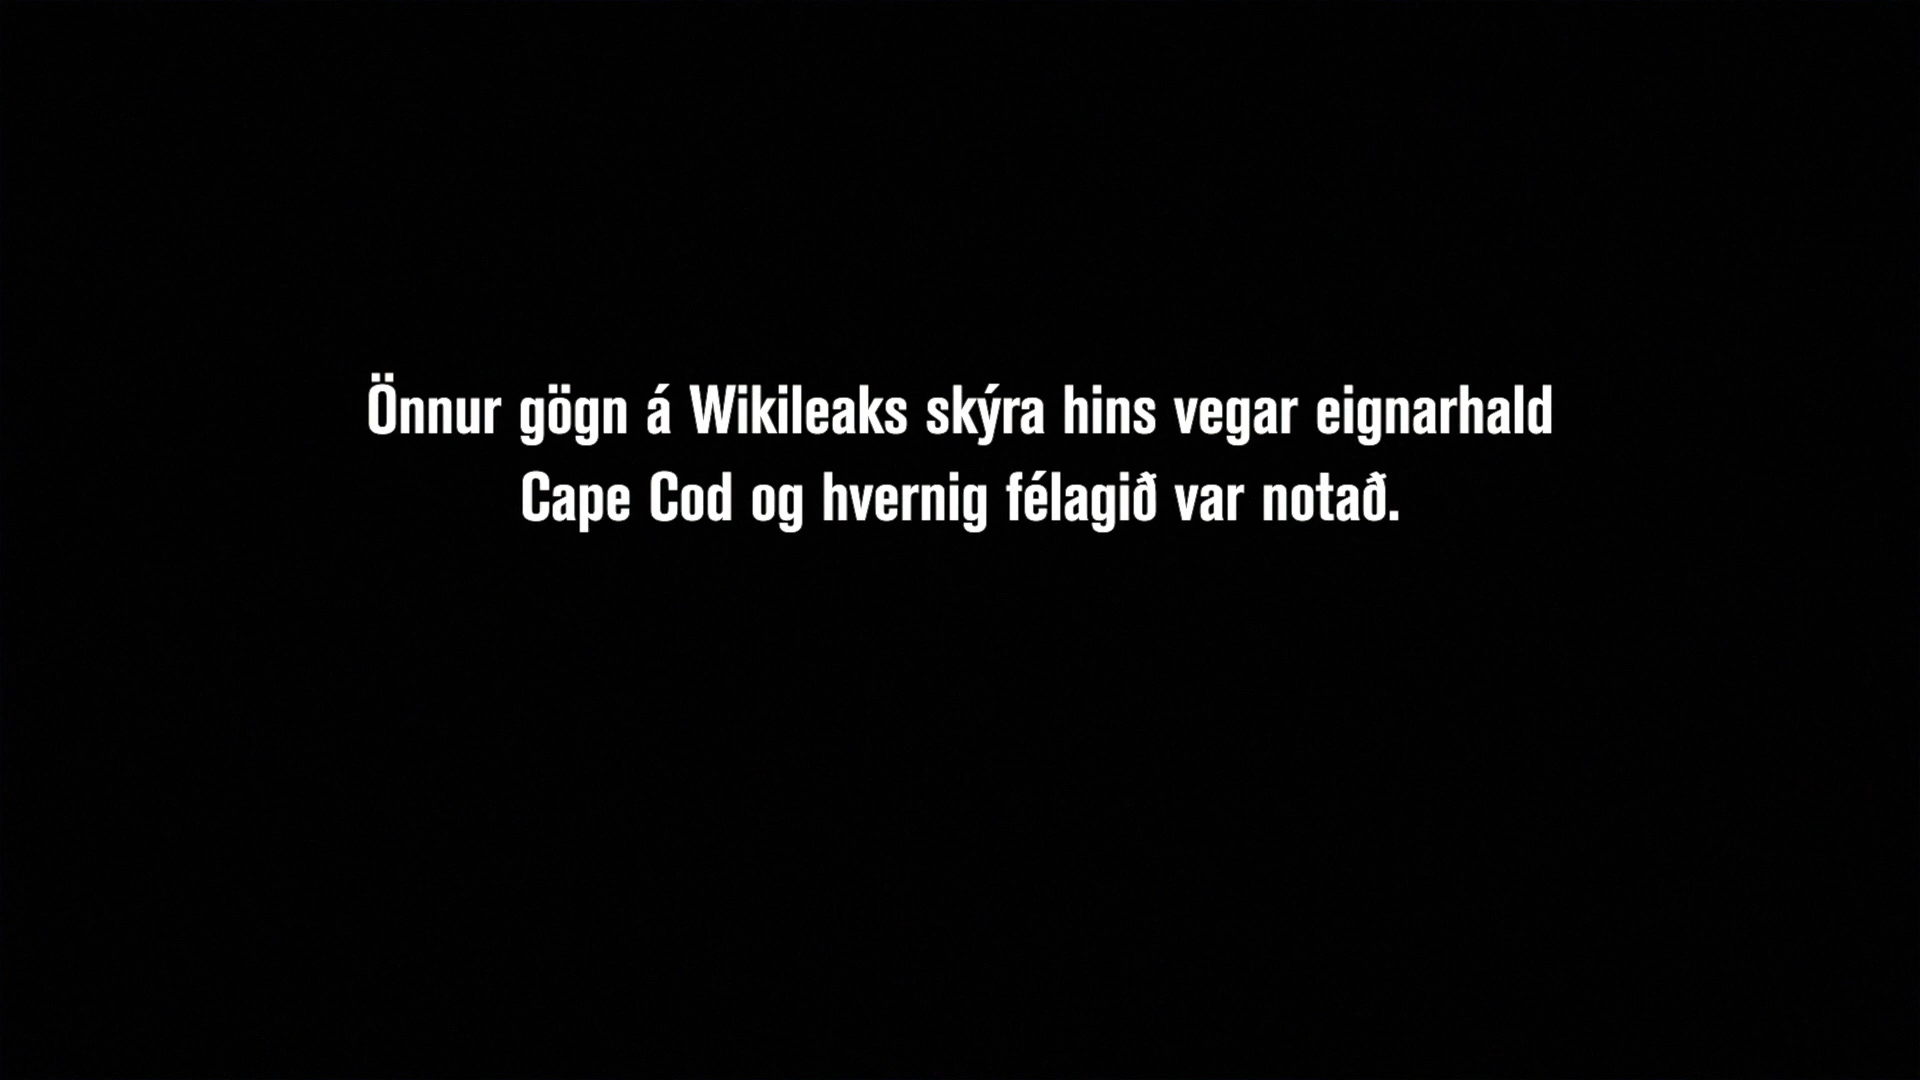 Önnur gögn á Wikileaks skýra hins vegar eignarhald
Cape Cod og hvernig félagið var notað.